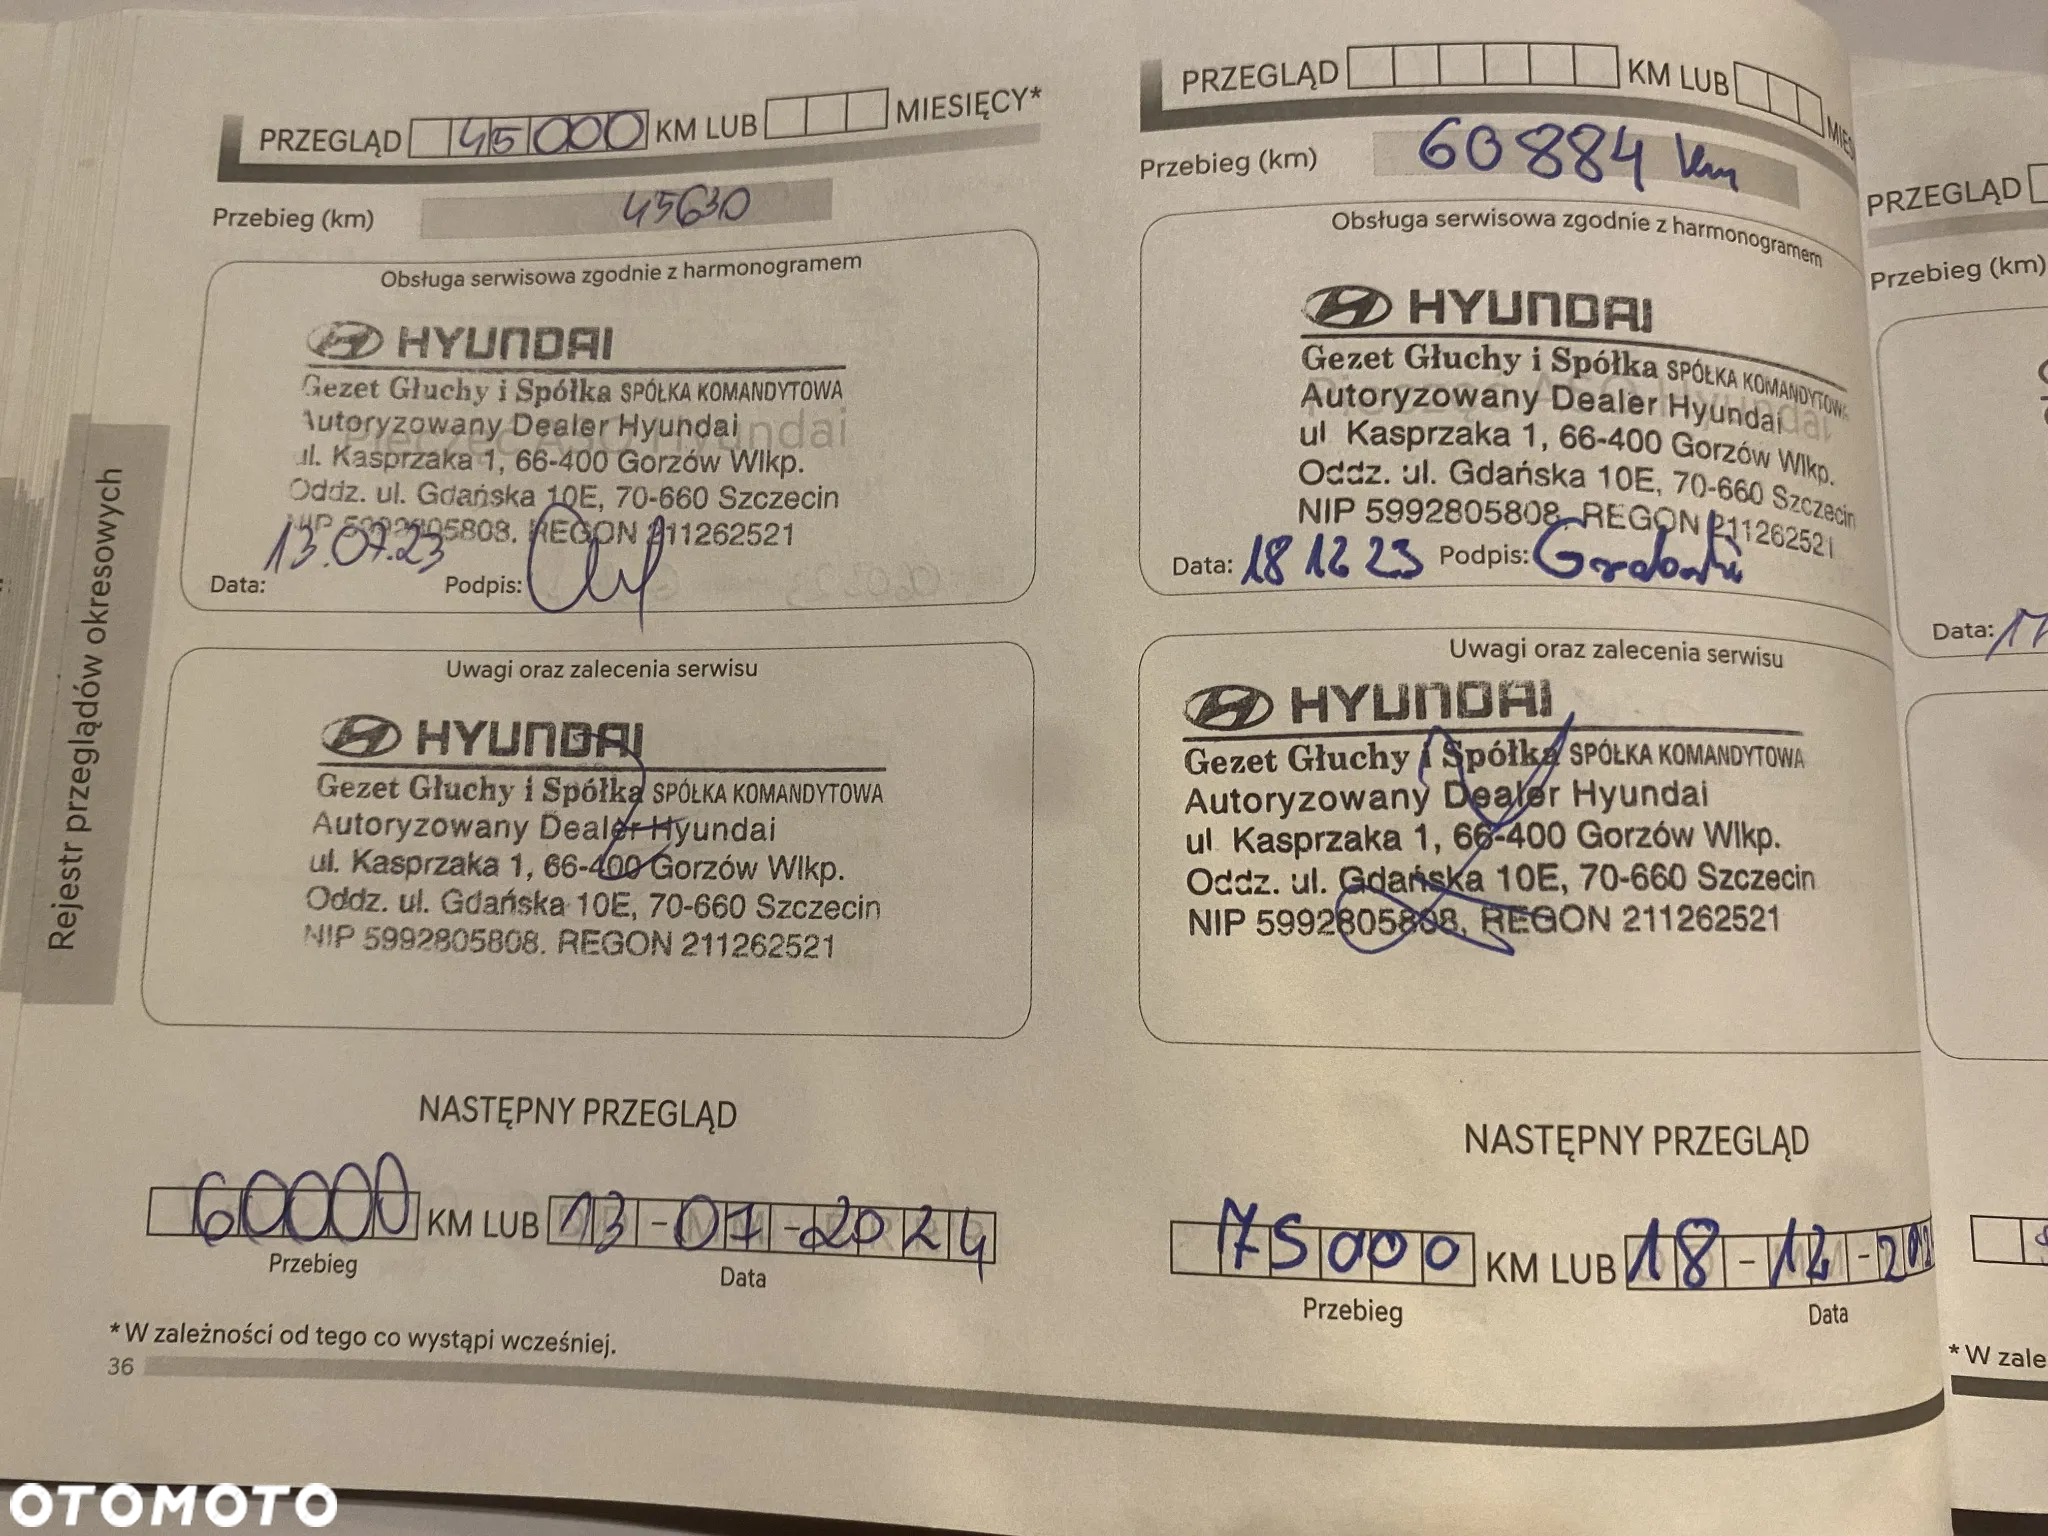 Rejestr przeglądów okresowych
PRZEGLĄD 45000 KM LUB MIESIĘCY*
Przebieg (km) 45630
Obsługa serwisowa zgodnie z harmonogramem
HYUNDAI
Gezet Głuchy i Spółka SPÓŁKA KOMANDYTOWA
Autoryzowany Dealer Hyundai
ul. Kasprzaka 1, 66-400 Gorzów Wlkp.
Oddz. ul. Gdańska 10E, 70-660 Szczecin
NIP 5992805808. REGON 211262521
Data: 13.07.23 Podpis:
Uwagi oraz zalecenia serwisu
HYUNDAI
Gezet Głuchy i Spółka SPÓŁKA KOMANDYTOWA
Autoryzowany Dealer Hyundai
ul. Kasprzaka 1, 66-400 Gorzów Wlkp.
Oddz. ul. Gdańska 10E, 70-660 Szczecin
NIP 5992805808. REGON 211262521
NASTĘPNY PRZEGLĄD
60000 KM LUB 13-07-2024
Przebieg Data
*W zależności od tego co wystąpi wcześniej.
36
PRZEGLĄD KM LUB
Przebieg (km) 60884 km
Obsługa serwisowa zgodnie z harmonogramem
HYUNDAI
Gezet Głuchy i Spółka SPÓŁKA KOMANDYTOWA
Autoryzowany Dealer Hyundai
ul. Kasprzaka 1, 66-400 Gorzów Wlkp.
Oddz. ul. Gdańska 10E, 70-660 Szczecin
NIP 5992805808. REGON 211262521
Data: 18 12 23 Podpis:
Uwagi oraz zalecenia serwisu
HYUNDAI
Gezet Głuchy i Spółka SPÓŁKA KOMANDYTOWA
Autoryzowany Dealer Hyundai
ul. Kasprzaka 1, 66-400 Gorzów Wlkp.
Oddz. ul. Gdańska 10E, 70-660 Szczecin
NIP 5992805808. REGON 211262521
NASTĘPNY PRZEGLĄD
75000 KM LUB 18-12-
Przebieg Data
PRZEGLĄD
Przebieg (km)
Data:
*W zale
OTOMOTO